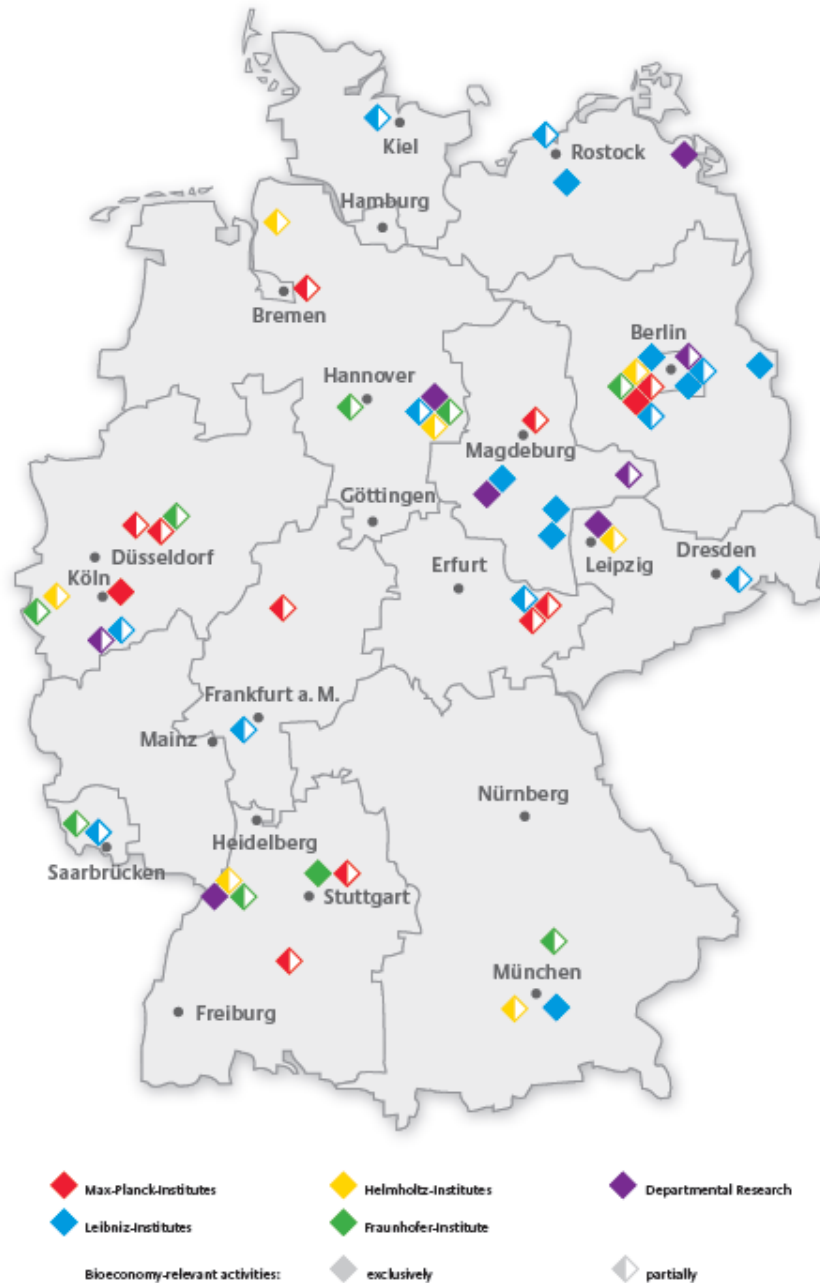 Kiel
Rostock
Hamburg
Bremen
Berlin
Hannover
Magdeburg
Göttingen
Düsseldorf
Leipzig
Dresden
Köln
Erfurt
Frankfurt a. M.
Mainz
Nürnberg
Heidelberg
Saarbrücken
Stuttgart
München
Freiburg
Max-Planck-Institutes
Helmholtz-Institutes
Departmental Research
Leibniz-Institutes
Fraunhofer-Institute
Bioeconomy-relevant activities:
exclusively
partially